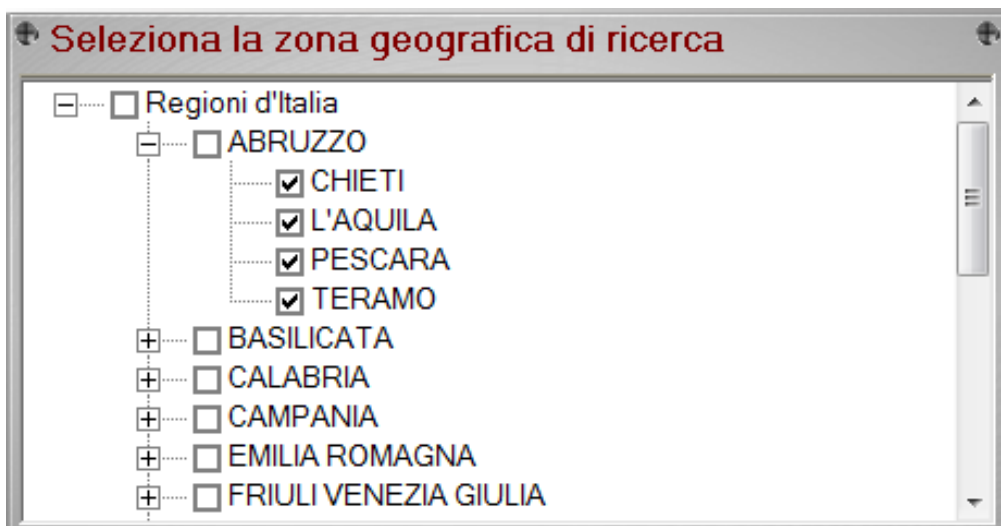 Seleziona la zona geografica di ricerca
Regioni d'Italia
ABRUZZO
CHIETI
L'AQUILA
PESCARA
TERAMO
BASILICATA
CALABRIA
CAMPANIA
EMILIA ROMAGNA
FRIULI VENEZIA GIULIA